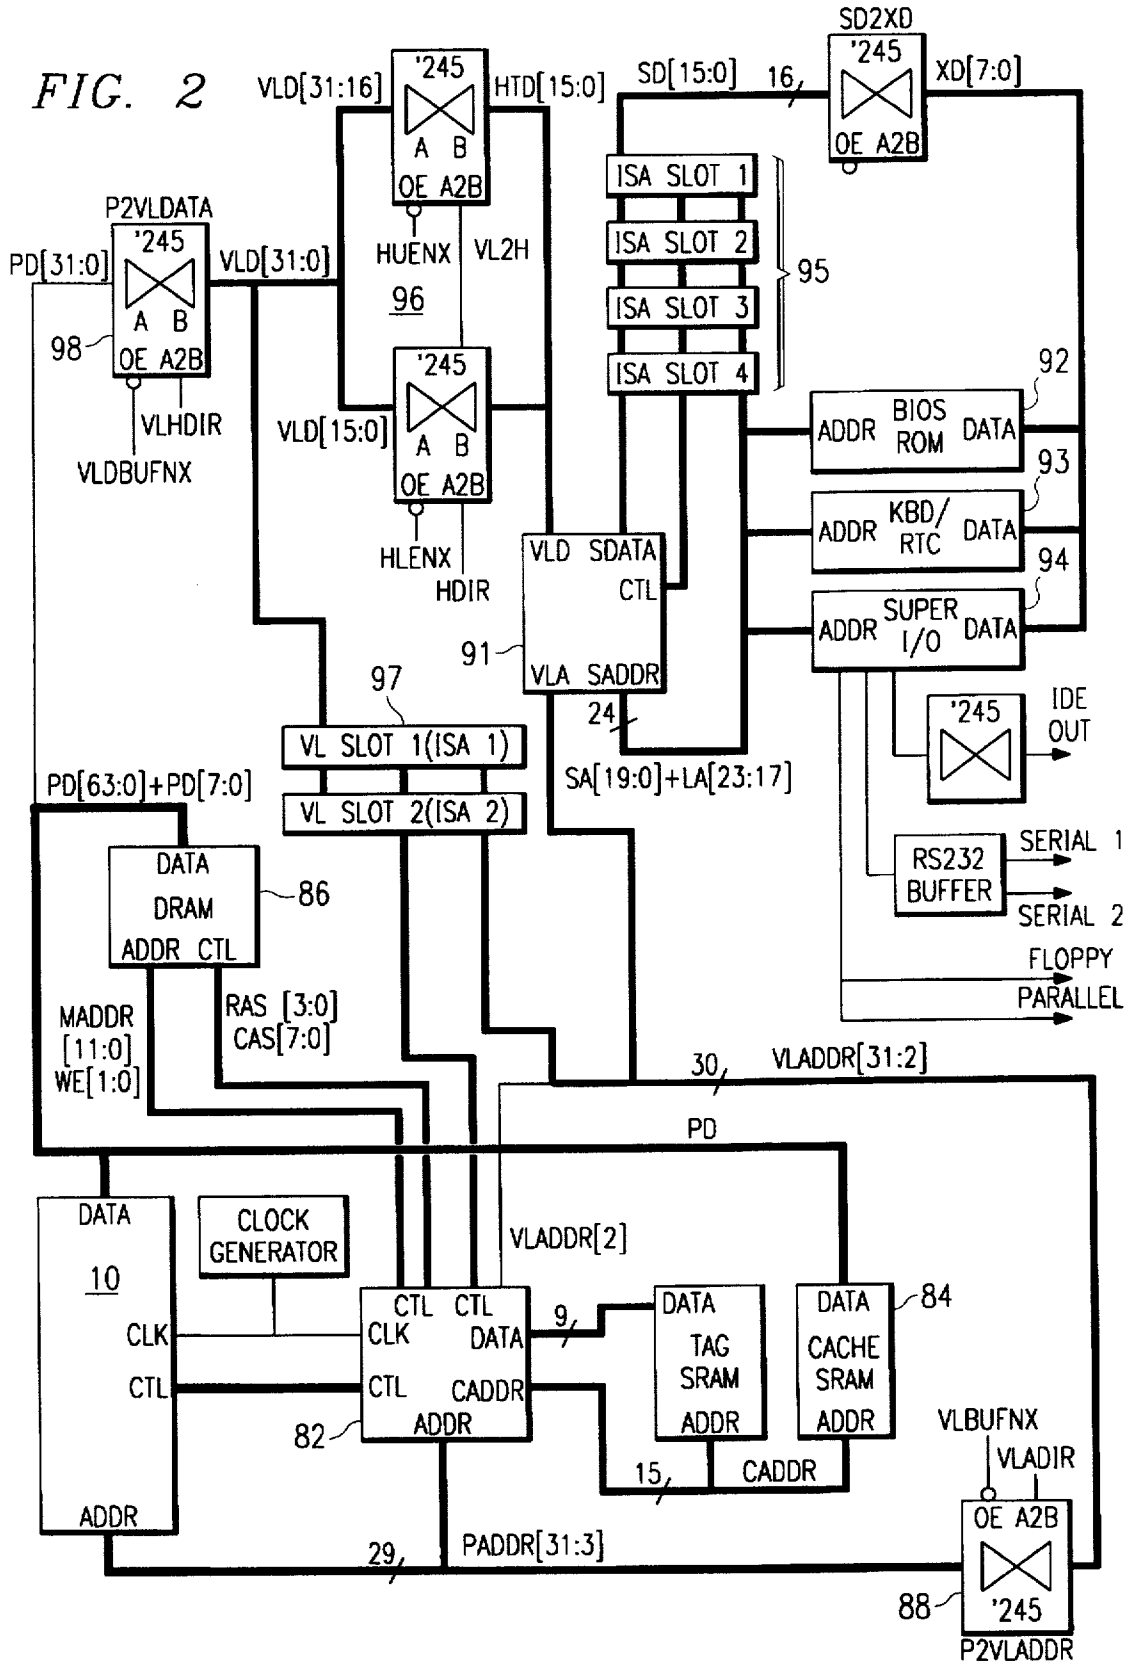 FIG. 2
SD2XD
'245
OE A2B
SD[15:0]
16
XD[7:0]
VLD[31:16]
'245
A B
OE A2B
HTD[15:0]
HUENX
VL2H
96
P2VLDATA
PD[31:0]
'245
A B
OE A2B
98
VLD[31:0]
VLHDIR
VLDBUFNX
VLD[15:0]
'245
A B
OE A2B
HLENX
HDIR
ISA SLOT 1
ISA SLOT 2
ISA SLOT 3
ISA SLOT 4
95
92
ADDR BIOS ROM DATA
93
ADDR KBD/ RTC DATA
94
ADDR SUPER I/O DATA
VLD SDATA
CTL
VLA SADDR
91
24
SA[19:0]+LA[23:17]
'245
IDE
OUT
RS232
BUFFER
SERIAL 1
SERIAL 2
FLOPPY
PARALLEL
97
VL SLOT 1(ISA 1)
VL SLOT 2(ISA 2)
PD[63:0]+PD[7:0]
DATA
DRAM
ADDR CTL
86
MADDR
[11:0]
WE[1:0]
RAS [3:0]
CAS[7:0]
30
VLADDR[31:2]
PD
VLADDR[2]
DATA
10
CLK
CTL
ADDR
CLOCK
GENERATOR
CTL CTL
CLK
DATA
CTL
CADDR
ADDR
82
9
DATA
TAG
SRAM
ADDR
DATA
CACHE
SRAM
ADDR
84
15
CADDR
29
PADDR[31:3]
VLBUFNX
VLADIR
OE A2B
'245
88
P2VLADDR